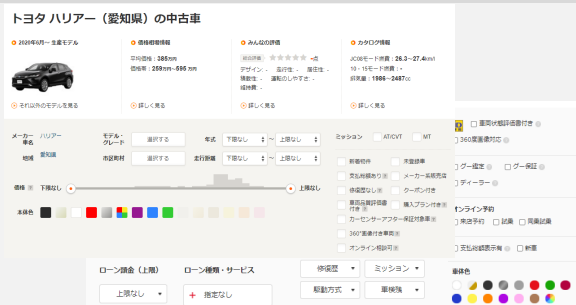 トヨタ ハリアー（愛知県）の中古車
2020年6月～ 生産モデル
価格相場情報
みんなの評価
カタログ情報
平均価格：385万円
価格帯：259万円～595 万円
総合評価
-点
デザイン：- 走行性：- 居住性：-
積載性：- 運転のしやすさ：-
維持費：-
JC08モード燃費：26.3～27.4km/l
10・15モード燃費：-
排気量：1986～2487cc
それ以外のモデルを見る
詳しく見る
詳しく見る
詳しく見る
メーカー
車名
ハリアー
モデル・
グレード
選択する
年式
下限なし ～ 上限なし
ミッション
AT/CVT
MT
地域
愛知県
市区町村
選択する
走行距離
下限なし ～ 上限なし
価格
下限なし
上限なし
本体色
新着物件
未登録車
支払総額あり
メーカー系販売店
修復歴なし
クーポン付き
車両品質評価書
付き
購入プラン付き
カーセンサーアフター保証対象車
360°画像付き車両
オンライン相談可
車両状態評価書付き
360度画像対応
グー鑑定
グー保証
ディーラー
オンライン予約
来店予約
試乗
同乗試乗
支払総額表示有
新車
車体色
ローン頭金（上限）
上限なし
ローン種類・サービス
指定なし
修復歴
ミッション
駆動方式
車検残